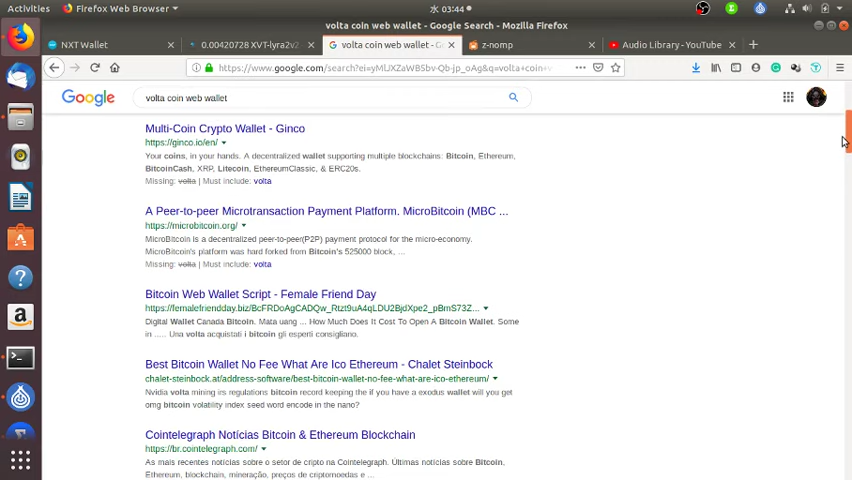 Activities
Firefox Web Browser
水 03:44
volta coin web wallet - Google Search - Mozilla Firefox
NXT Wallet
0.00420728 XVT-lyra2v2
volta coin web wallet - G
z-nomp
Audio Library - YouTube
https://www.google.com/search?ei=
Google
volta coin web wallet
Multi-Coin Crypto Wallet - Ginco
https://ginco.io/en/
Your coins, in your hands. A decentralized wallet supporting multiple blockchains: Bitcoin, Ethereum,
BitcoinCash, XRP, Litecoin, EthereumClassic, & ERC20s.
Missing: volta | Must include: volta
A Peer-to-peer Microtransaction Payment Platform. MicroBitcoin (MBC ...
https://microbitcoin.org/
MicroBitcoin is a decentralized peer-to-peer(P2P) payment protocol for the micro-economy.
MicroBitcoin's platform was hard forked from Bitcoin's 525000 block, ...
Missing: volta | Must include: volta
Bitcoin Web Wallet Script - Female Friend Day
https://femalefriendday.biz/
Digital Wallet Canada Bitcoin. Mata uang ... How Much Does It Cost To Open A Bitcoin Wallet. Some
in ..... Una volta acquistati i bitcoin gli esperti consigliano.
Best Bitcoin Wallet No Fee What Are Ico Ethereum - Chalet Steinbock
chalet-steinbock.at/address-software/best-bitcoin-wallet-no-fee-what-are-ico-ethereum/
Nvidia volta mining irs regulations bitcoin record keeping the if you have a exodus wallet will you get
omg bitcoin volatility index seed word encode in the nano?
Cointelegraph Notícias Bitcoin & Ethereum Blockchain
https://br.cointelegraph.com/
As mais recentes notícias sobre o setor de cripto na Cointelegraph. Últimas notícias sobre Bitcoin,
Ethereum, blockchain, mineração, preços de criptomoedas e ...